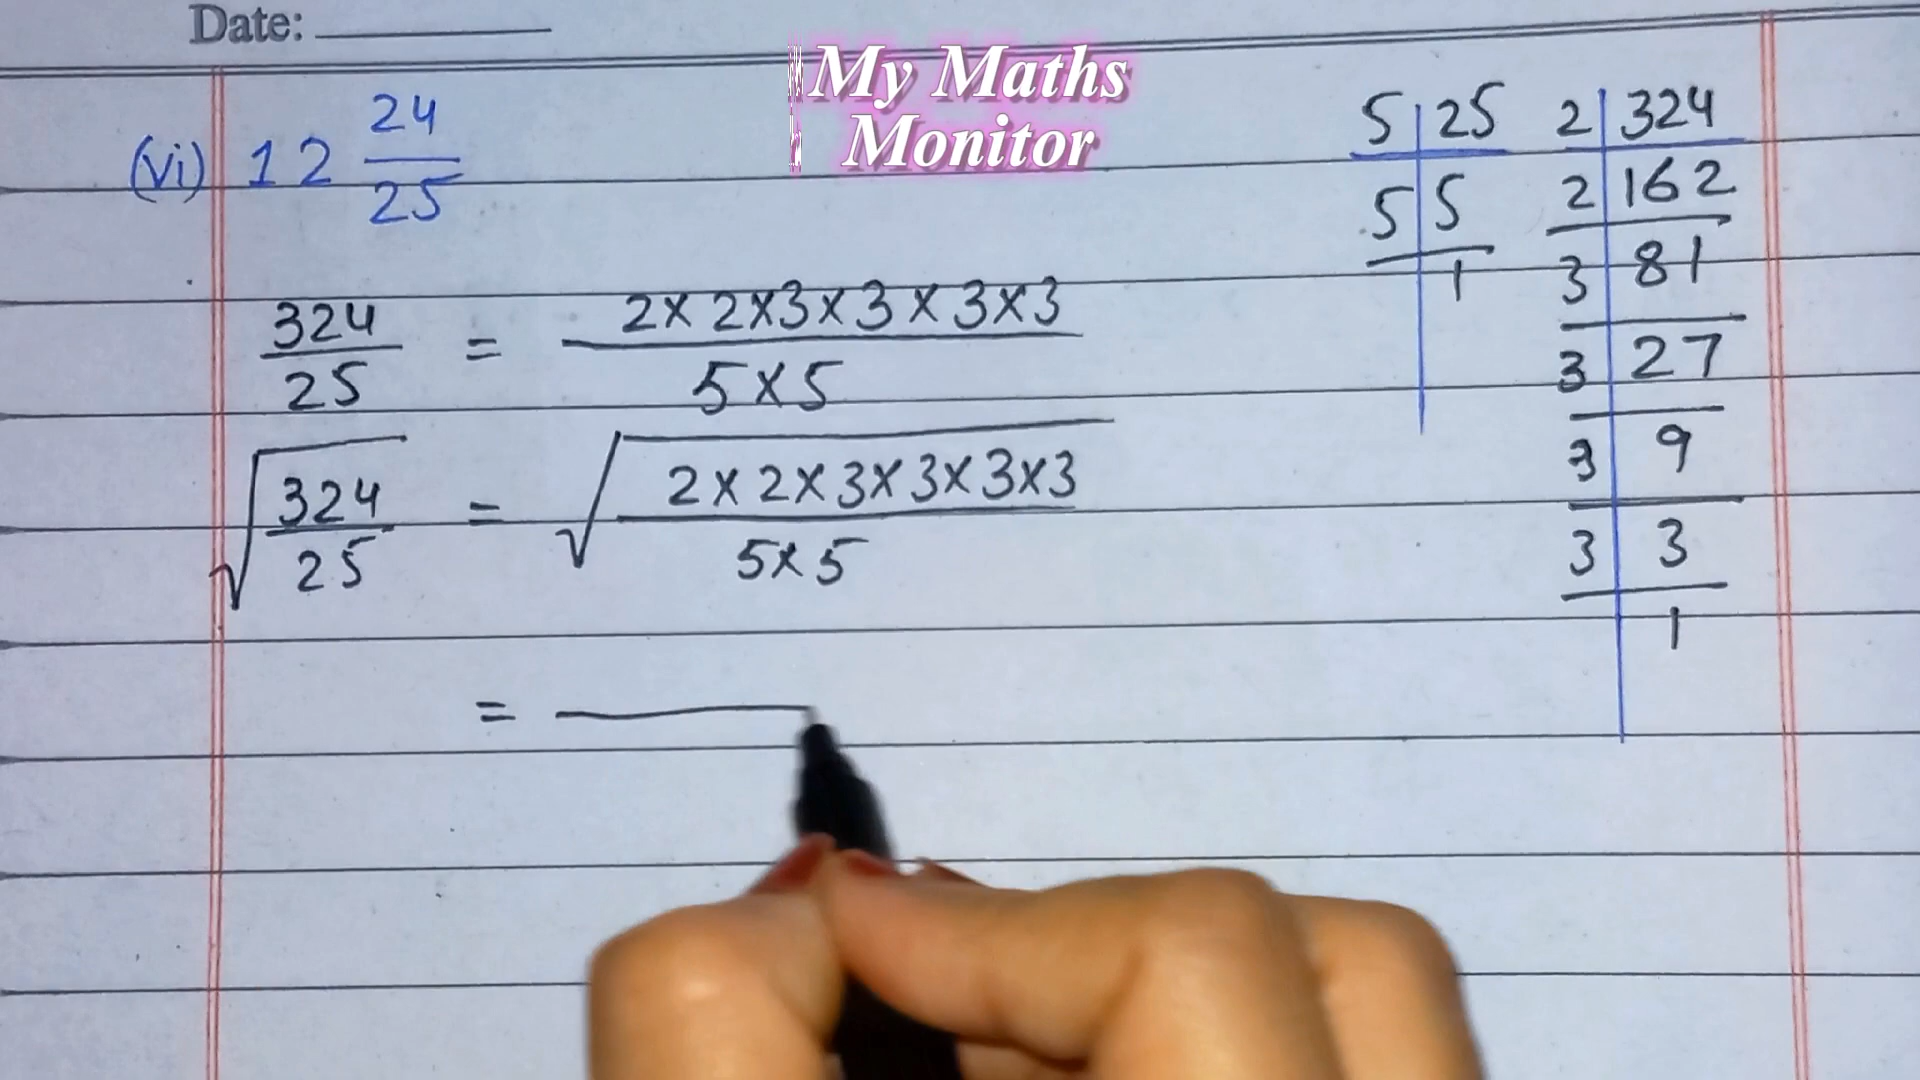 Date:
My Maths
Monitor
(vi) 12 24/25
324/25 = 2×2×3×3×3×3/5×5
√324/25 = √2×2×3×3×3×3/5×5
=
5 | 25
5 | 5
1
2 | 324
2 | 162
3 | 81
3 | 27
3 | 9
3 | 3
1